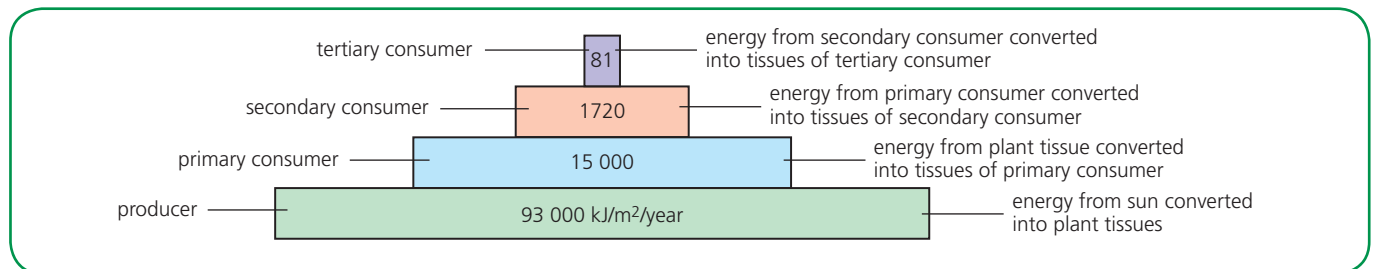 tertiary consumer
81
energy from secondary consumer converted
into tissues of tertiary consumer
secondary consumer
1720
energy from primary consumer converted
into tissues of secondary consumer
primary consumer
15 000
energy from plant tissue converted
into tissues of primary consumer
producer
93 000 kJ/m²/year
energy from sun converted
into plant tissues